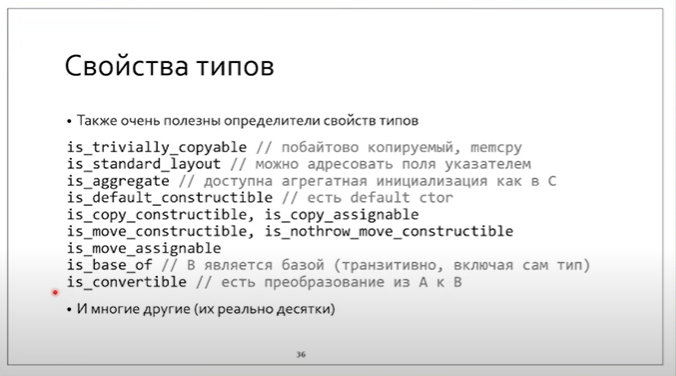 Свойства типов
• Также очень полезны определители свойств типов
is_trivially_copyable // побайтово копируемый, memcpy
is_standard_layout // можно адресовать поля указателем
is_aggregate // доступна агрегатная инициализация как в C
is_default_constructible // есть default ctor
is_copy_constructible, is_copy_assignable
is_move_constructible, is_nothrow_move_constructible
is_move_assignable
is_base_of // B является базой (транзитивно, включая сам тип)
is_convertible // есть преобразование из A к B
• И многие другие (их реально десятки)
36